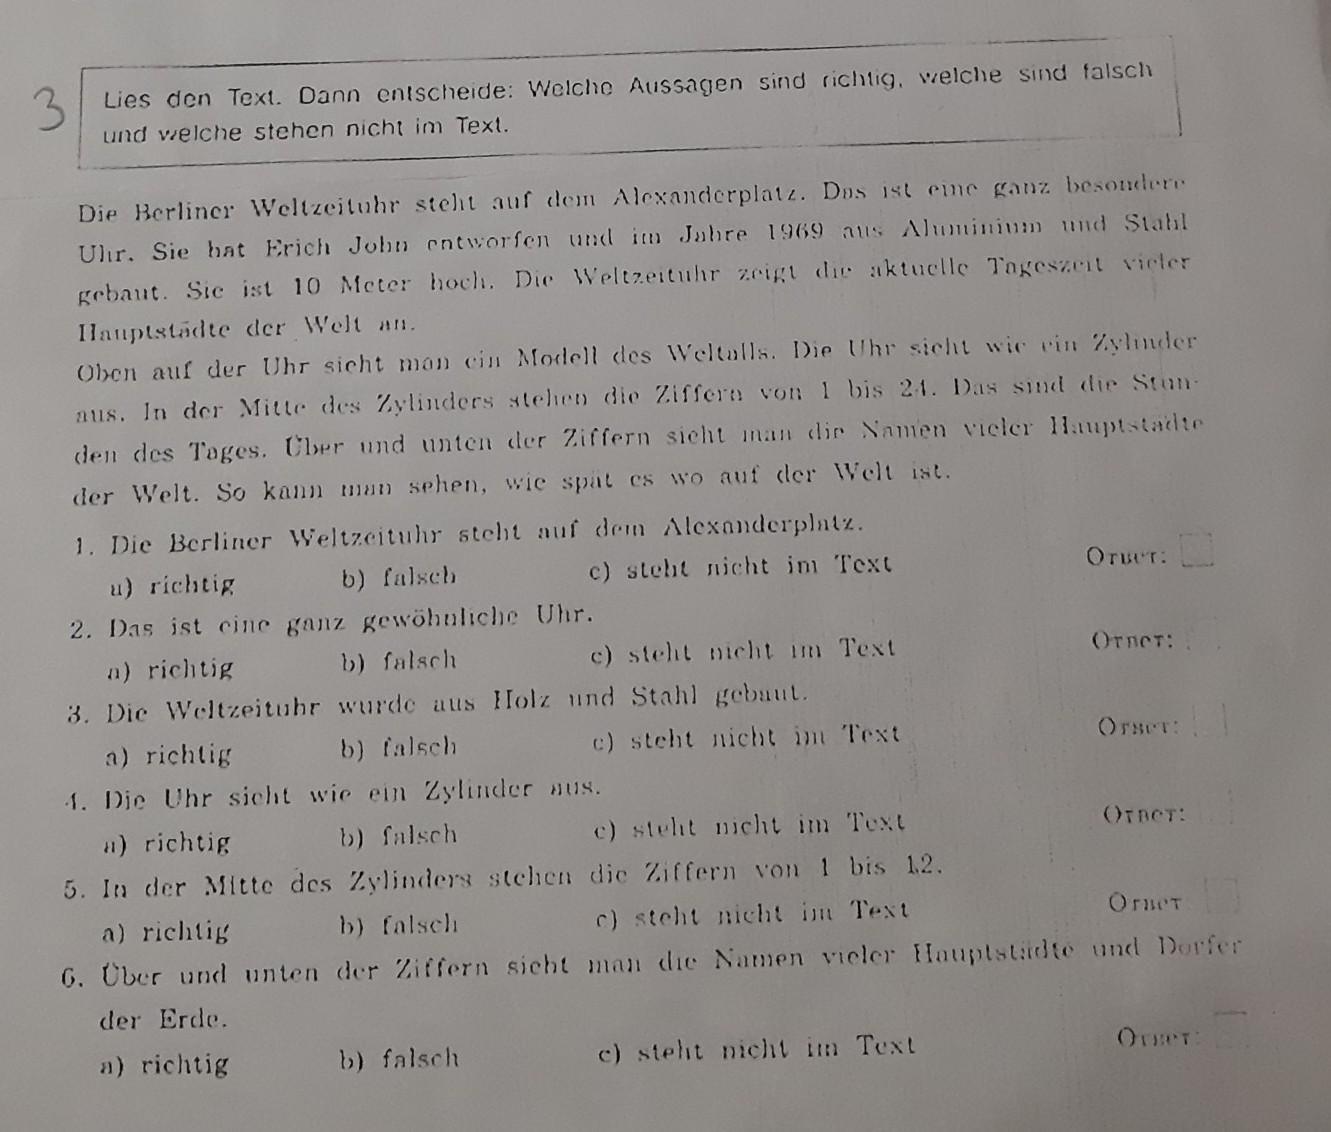 3
Lies den Text. Dann entscheide: Welche Aussagen sind richtig, welche sind falsch
und welche stehen nicht im Text.
Die Berliner Weltzeituhr steht auf dem Alexanderplatz. Das ist eine ganz besondere
Uhr. Sie hat Erich John entworfen und im Jahre 1969 aus Aluminium und Stahl
gebaut. Sie ist 10 Meter hoch. Die Weltzeituhr zeigt die aktuelle Tageszeit vieler
Hauptstädte der Welt an.
Oben auf der Uhr sieht man ein Modell des Weltalls. Die Uhr sieht wie ein Zylinder
aus. In der Mitte des Zylinders stehen die Ziffern von 1 bis 24. Das sind die Stun-
den des Tages. Über und unten der Ziffern sieht man die Namen vieler Hauptstädte
der Welt. So kann man sehen, wie spät es wo auf der Welt ist.
1. Die Berliner Weltzeituhr steht auf dem Alexanderplatz.
a) richtig b) falsch c) steht nicht im Text Ответ:
2. Das ist eine ganz gewöhnliche Uhr.
a) richtig b) falsch c) steht nicht im Text Ответ:
3. Die Weltzeituhr wurde aus Holz und Stahl gebaut.
a) richtig b) falsch c) steht nicht im Text Ответ:
4. Die Uhr sieht wie ein Zylinder aus.
a) richtig b) falsch c) steht nicht im Text Ответ:
5. In der Mitte des Zylinders stehen die Ziffern von 1 bis 12.
a) richtig b) falsch c) steht nicht im Text Ответ
6. Über und unten der Ziffern sieht man die Namen vieler Hauptstädte und Dörfer
der Erde.
a) richtig b) falsch c) steht nicht im Text Ответ: